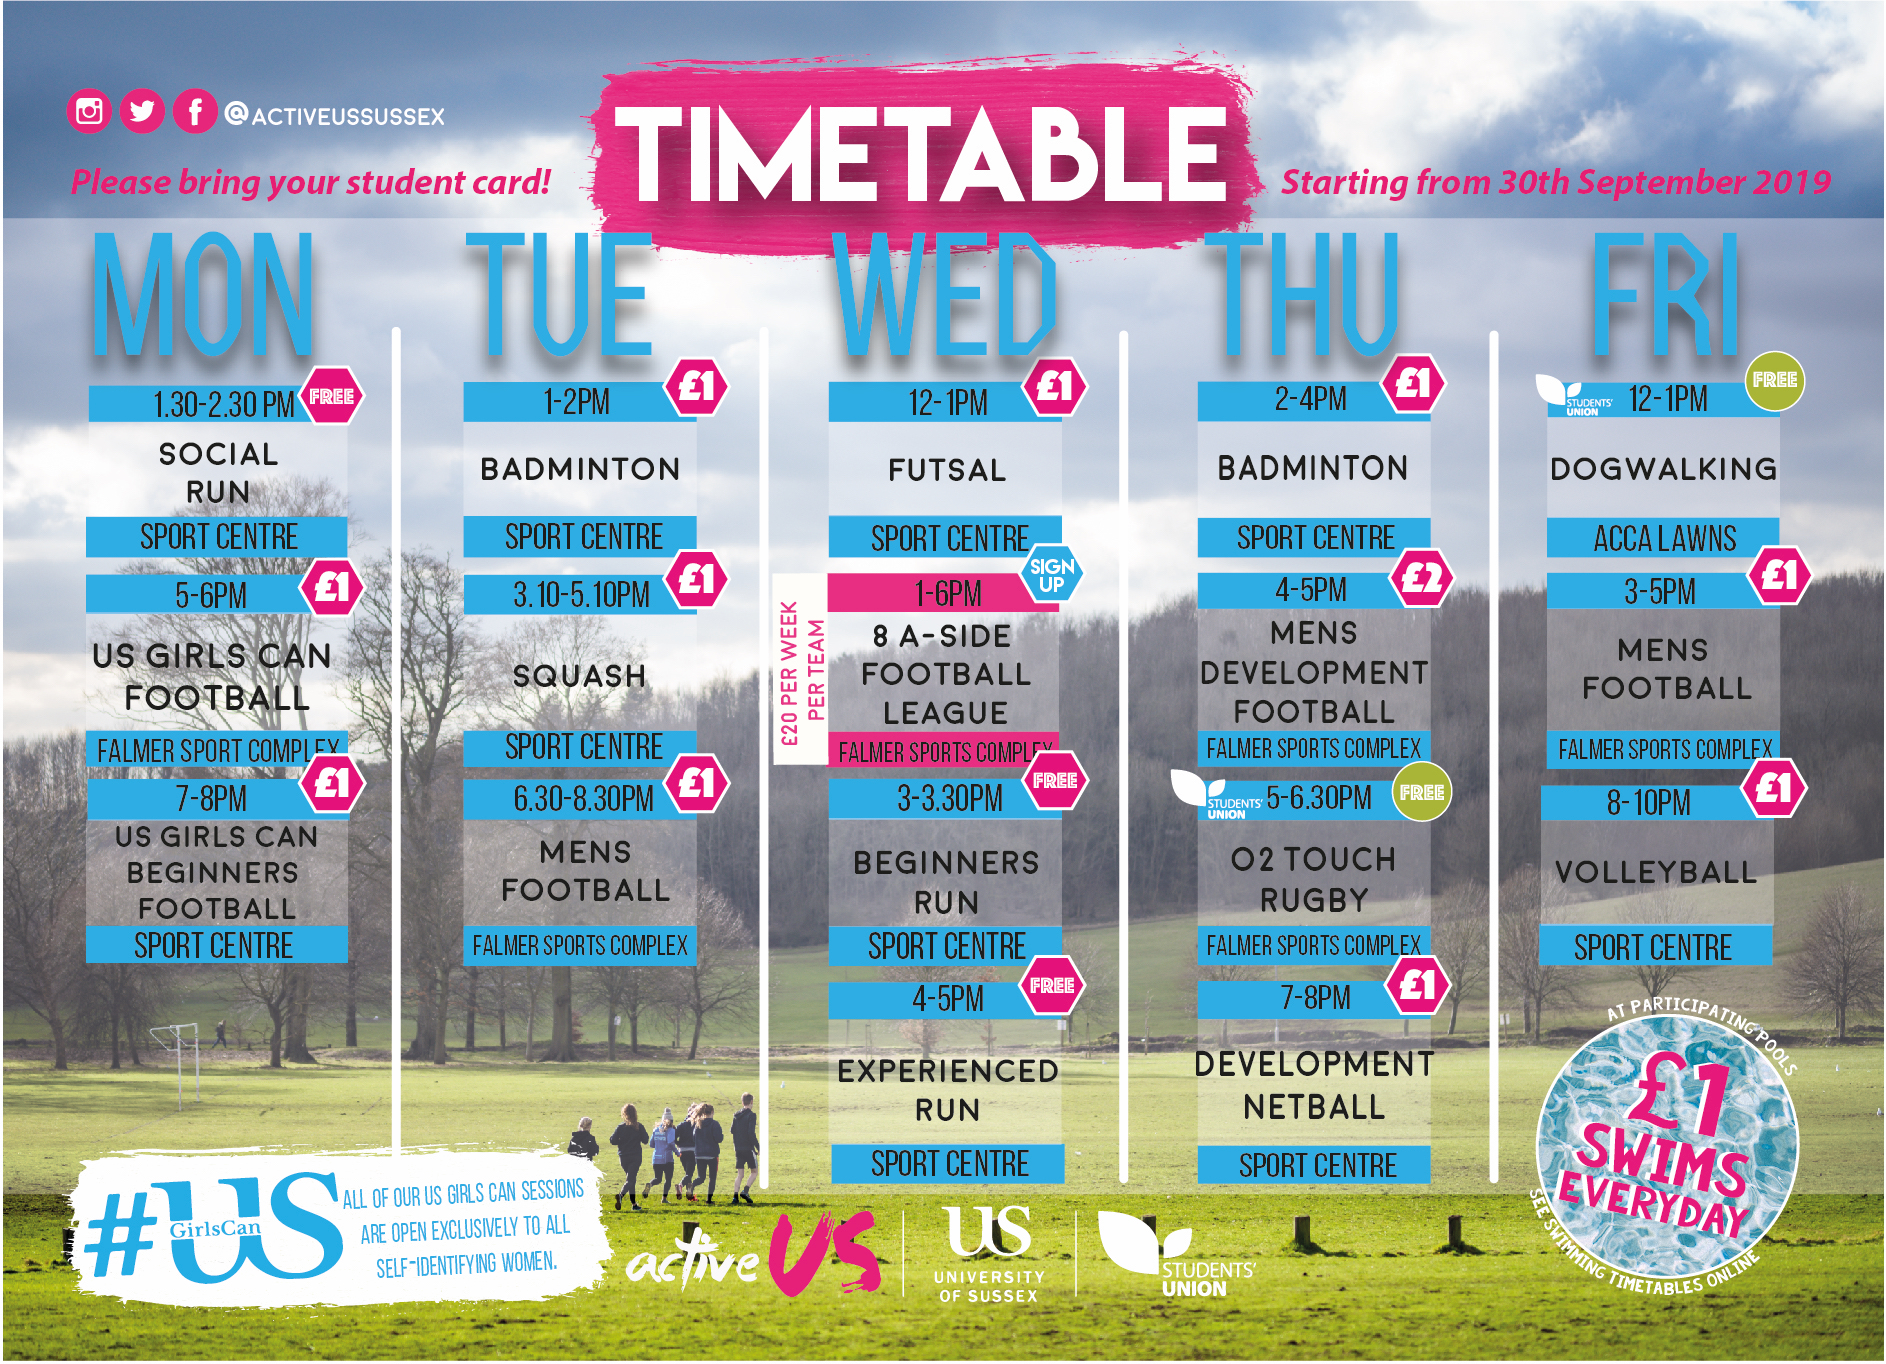 @ACTIVEUSSUSSEX
Please bring your student card!
TIMETABLE
Starting from 30th September 2019
MON
1.30-2.30 PM
FREE
SOCIAL
RUN
SPORT CENTRE
5-6PM
£1
US GIRLS CAN
FOOTBALL
FALMER SPORT COMPLEX
7-8PM
£1
US GIRLS CAN
BEGINNERS
FOOTBALL
SPORT CENTRE
TUE
1-2PM
£1
BADMINTON
SPORT CENTRE
3.10-5.10PM
£1
SQUASH
SPORT CENTRE
6.30-8.30PM
£1
MENS
FOOTBALL
FALMER SPORTS COMPLEX
WED
12-1PM
£1
FUTSAL
SPORT CENTRE
1-6PM
SIGN
UP
£20 PER WEEK
PER TEAM
8 A-SIDE
FOOTBALL
LEAGUE
FALMER SPORTS COMPLEX
3-3.30PM
FREE
BEGINNERS
RUN
SPORT CENTRE
4-5PM
FREE
EXPERIENCED
RUN
SPORT CENTRE
THU
2-4PM
£1
BADMINTON
SPORT CENTRE
4-5PM
£2
MENS
DEVELOPMENT
FOOTBALL
FALMER SPORTS COMPLEX
STUDENTS'
UNION
5-6.30PM
FREE
O2 TOUCH
RUGBY
FALMER SPORTS COMPLEX
7-8PM
£1
DEVELOPMENT
NETBALL
SPORT CENTRE
FRI
STUDENTS'
UNION
12-1PM
FREE
DOGWALKING
ACCA LAWNS
3-5PM
£1
MENS
FOOTBALL
FALMER SPORTS COMPLEX
8-10PM
£1
VOLLEYBALL
SPORT CENTRE
AT PARTICIPATING POOLS
£1
SWIMS
EVERYDAY
SEE SWIMMING TIMETABLES ONLINE
#US
GirlsCan
ALL OF OUR US GIRLS CAN SESSIONS
ARE OPEN EXCLUSIVELY TO ALL
SELF-IDENTIFYING WOMEN.
active US
US
UNIVERSITY
OF SUSSEX
STUDENTS'
UNION